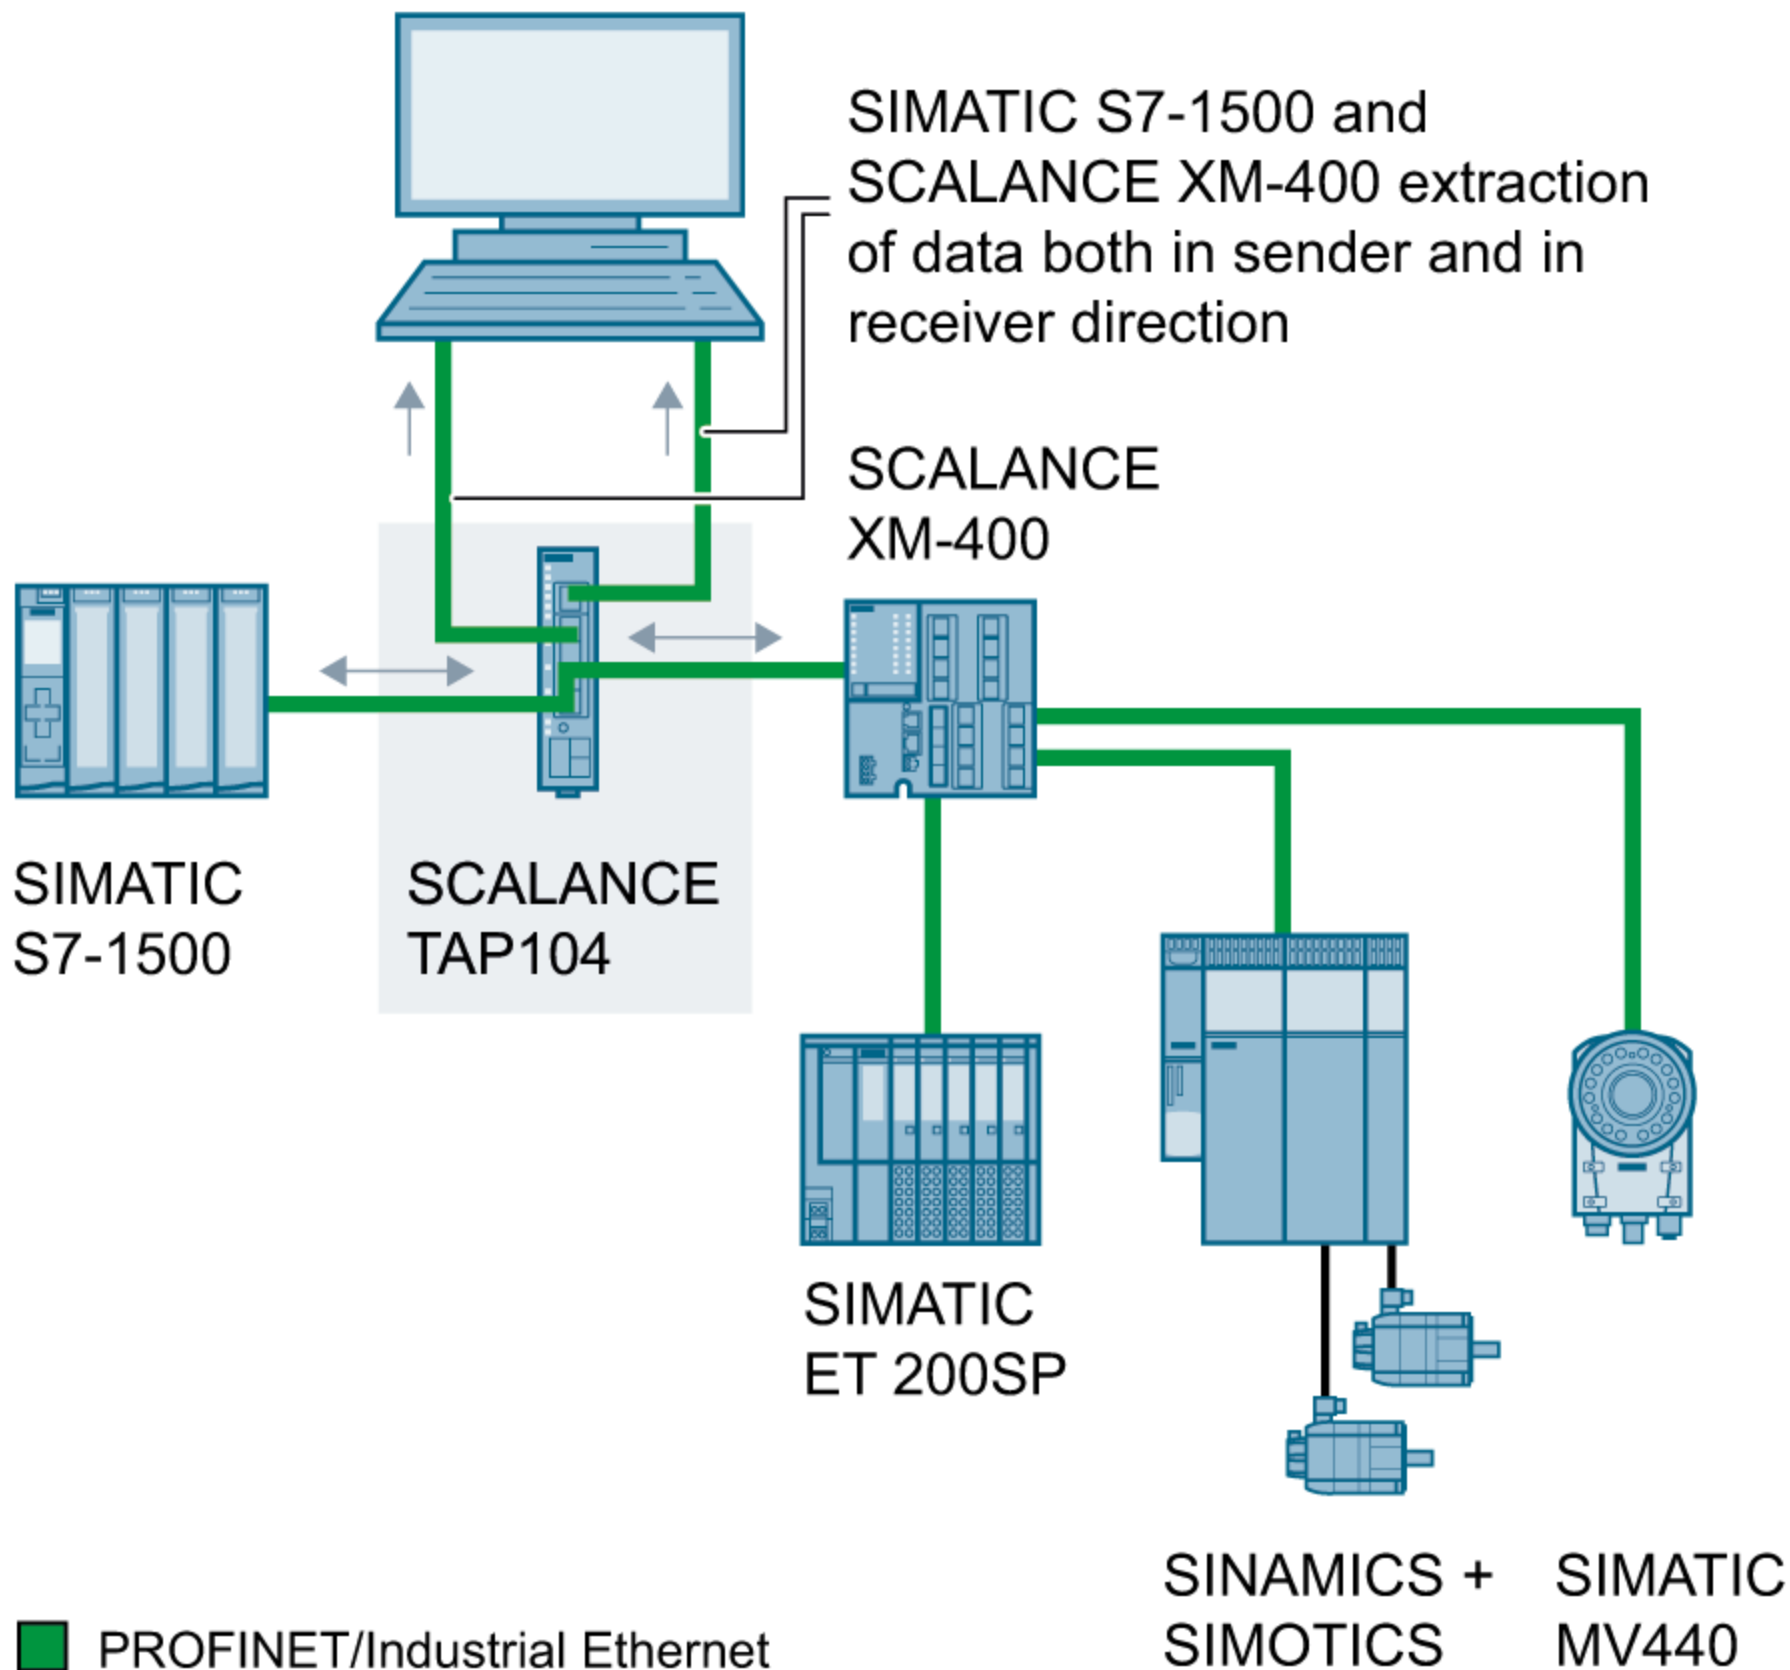 SIMATIC S7-1500 and
SCALANCE XM-400 extraction
of data both in sender and in
receiver direction
SCALANCE
XM-400
SIMATIC
S7-1500
SCALANCE
TAP104
SIMATIC
ET 200SP
SINAMICS +
SIMOTICS
SIMATIC
MV440
PROFINET/Industrial Ethernet